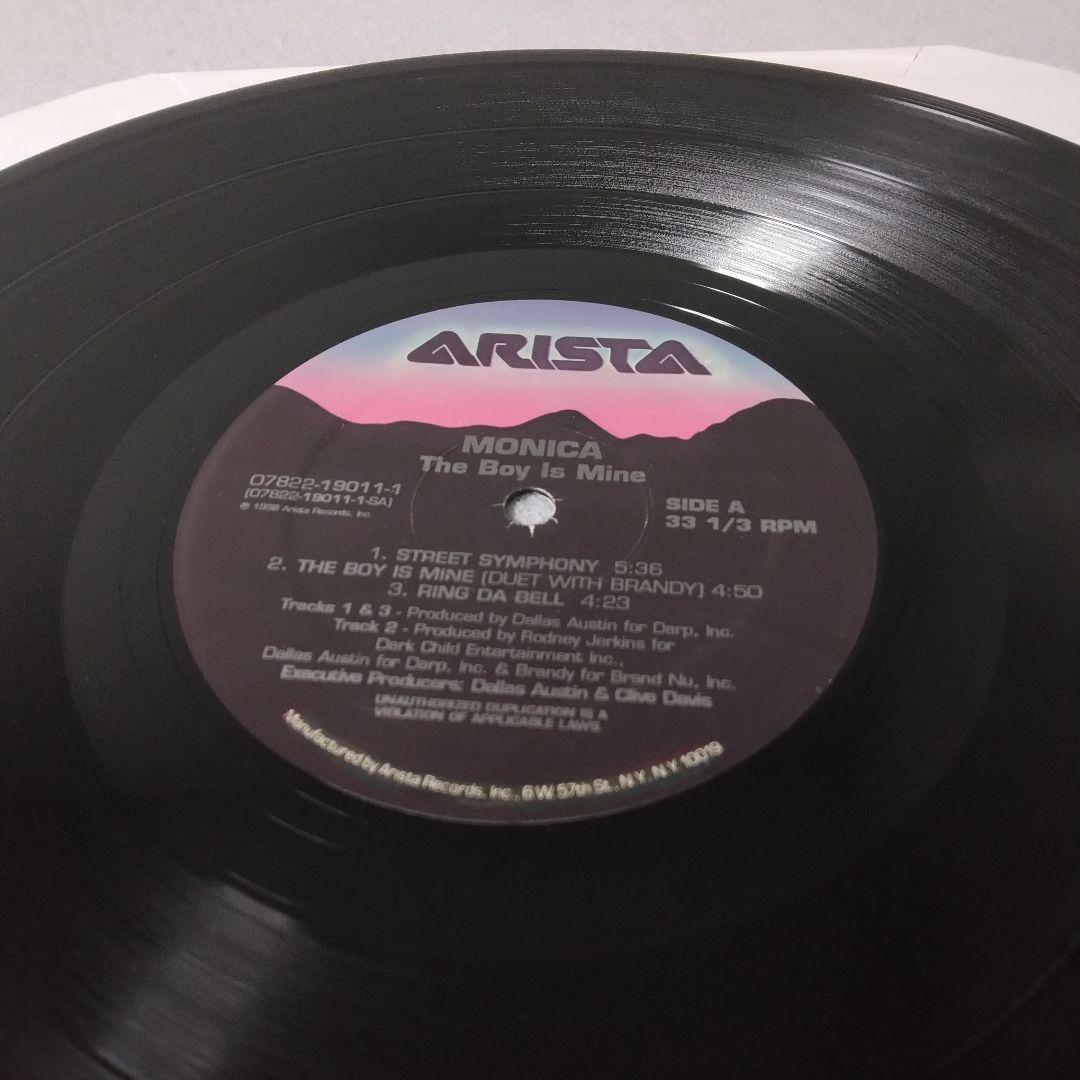 ARISTA
MONICA
The Boy Is Mine
07822-19011-1
(07822-19011-1-SA)
℗ 1998 Arista Records, Inc.
SIDE A
33 1/3 RPM
1. STREET SYMPHONY 5:36
2. THE BOY IS MINE (DUET WITH BRANDY) 4:50
3. RING DA BELL 4:23
Tracks 1 & 3 - Produced by Dallas Austin for Darp, Inc.
Track 2 - Produced by Rodney Jerkins for
Dark Child Entertainment Inc.,
Dallas Austin for Darp, Inc. & Brandy for Brand Nu, Inc.
Executive Producers: Dallas Austin & Clive Davis
UNAUTHORIZED DUPLICATION IS A
VIOLATION OF APPLICABLE LAWS.
Manufactured by Arista Records, Inc., 6 W. 57th St., N.Y. N.Y. 10019